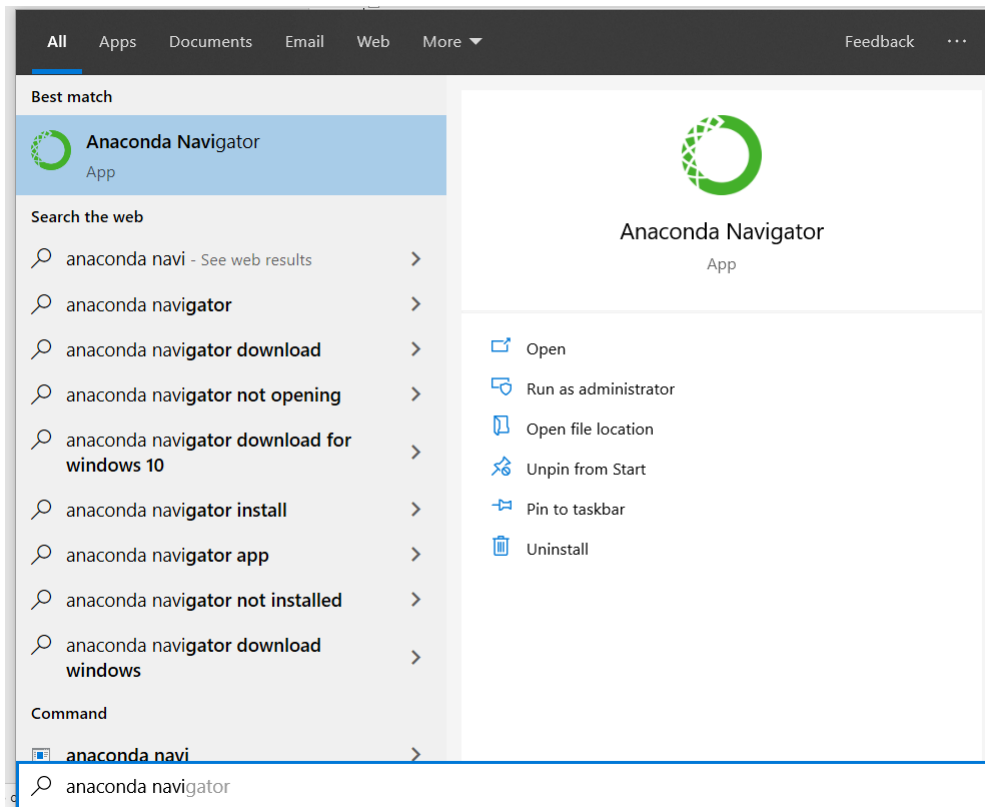 All Apps Documents Email Web More Feedback ...
Best match
Anaconda Navigator
App
Search the web
anaconda navi - See web results
anaconda navigator
anaconda navigator download
anaconda navigator not opening
anaconda navigator download for
windows 10
anaconda navigator install
anaconda navigator app
anaconda navigator not installed
anaconda navigator download
windows
Command
anaconda navi
anaconda navigator
Anaconda Navigator
App
Open
Run as administrator
Open file location
Unpin from Start
Pin to taskbar
Uninstall